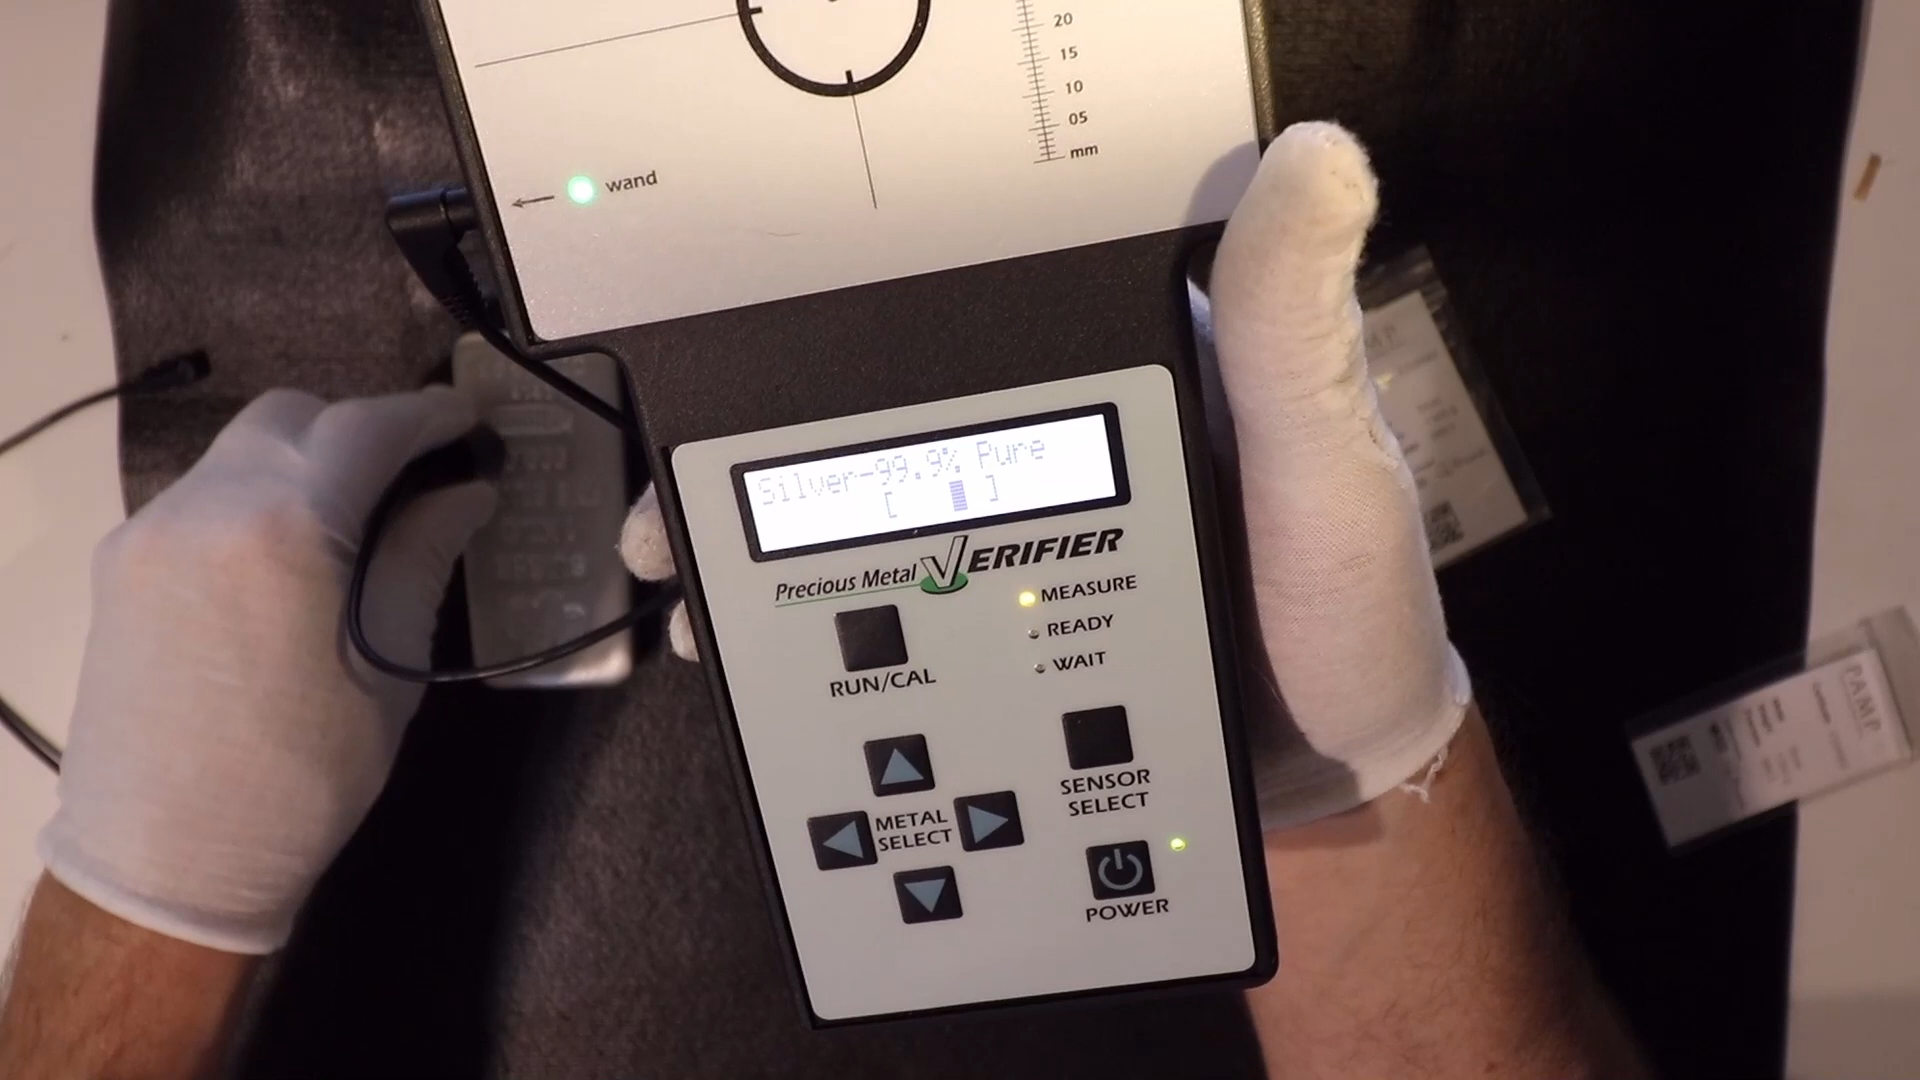 20
15
10
05
mm
wand
Silver-99.9% Pure
[ ]
Precious Metal VERIFIER
MEASURE
READY
WAIT
RUN/CAL
SENSOR
SELECT
METAL
SELECT
POWER
PAMP